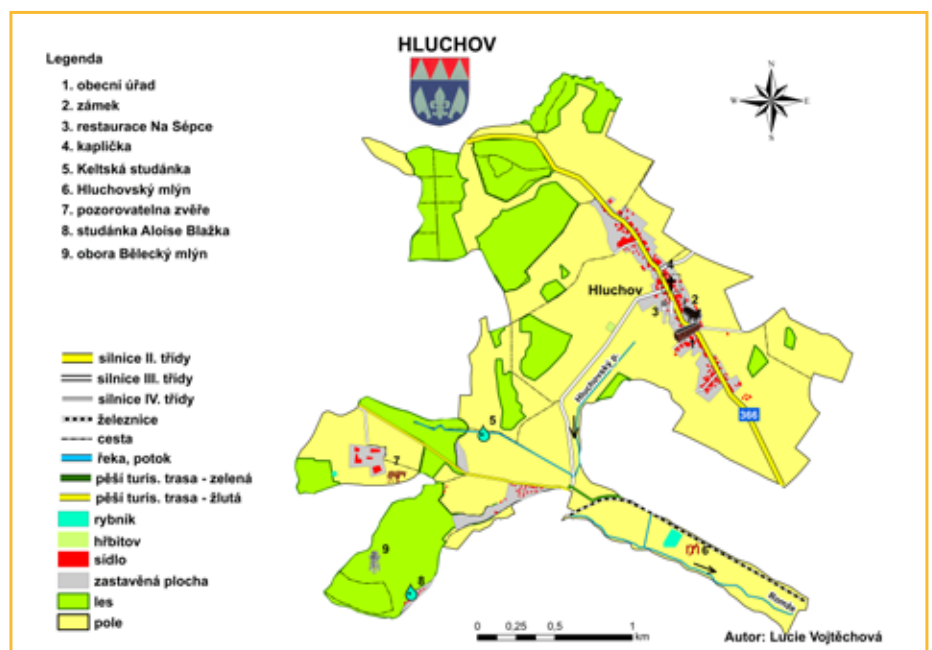 HLUCHOV
Legenda
1. obecní úřad
2. zámek
3. restaurace Na Sépce
4. kaplička
5. Keltská studánka
6. Hluchovský mlýn
7. pozorovatelna zvěře
8. studánka Aloise Blažka
9. obora Bělecký mlýn
silnice II. třídy
silnice III. třídy
silnice IV. třídy
železnice
cesta
řeka, potok
pěší turis. trasa - zelená
pěší turis. trasa - žlutá
rybník
hřbitov
sídlo
zastavěná plocha
les
pole
N
W
E
S
4
Hluchov
2
3
1
Hluchovský p.
366
5
7
9
8
6
Romže
0 0,25 0,5 1
km
Autor: Lucie Vojtěchová